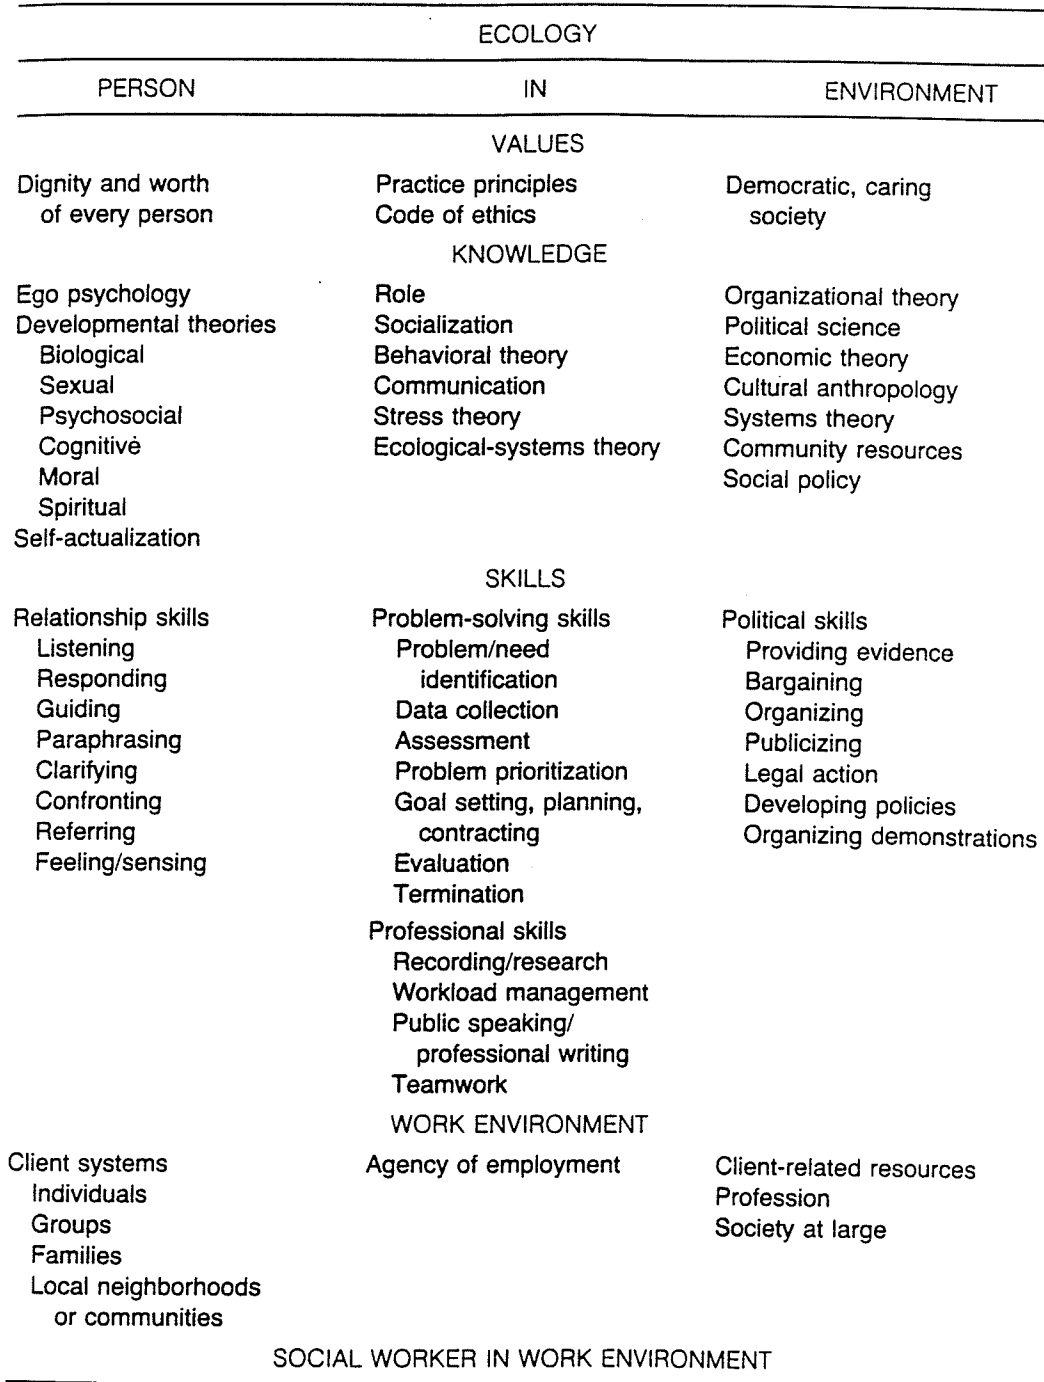 ECOLOGY
PERSON IN ENVIRONMENT
VALUES
Dignity and worth
of every person
Practice principles
Code of ethics
Democratic, caring
society
KNOWLEDGE
Ego psychology
Developmental theories
Biological
Sexual
Psychosocial
Cognitive
Moral
Spiritual
Self-actualization
Role
Socialization
Behavioral theory
Communication
Stress theory
Ecological-systems theory
Organizational theory
Political science
Economic theory
Cultural anthropology
Systems theory
Community resources
Social policy
SKILLS
Relationship skills
Listening
Responding
Guiding
Paraphrasing
Clarifying
Confronting
Referring
Feeling/sensing
Problem-solving skills
Problem/need
identification
Data collection
Assessment
Problem prioritization
Goal setting, planning,
contracting
Evaluation
Termination
Professional skills
Recording/research
Workload management
Public speaking/
professional writing
Teamwork
Political skills
Providing evidence
Bargaining
Organizing
Publicizing
Legal action
Developing policies
Organizing demonstrations
WORK ENVIRONMENT
Client systems
Individuals
Groups
Families
Local neighborhoods
or communities
Agency of employment
Client-related resources
Profession
Society at large
SOCIAL WORKER IN WORK ENVIRONMENT